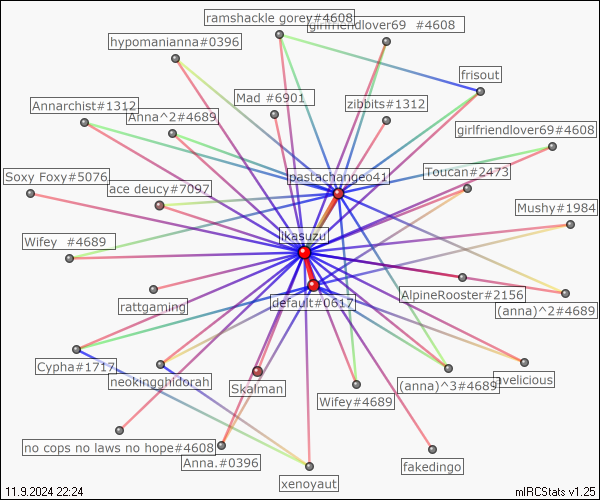 ramshackle gorey#4608
girlfriendlover69 #4608
hypomanianna#0396
frisout
Mad #6901
zibbits#1312
Annarchist#1312
Anna^2#4689
girlfriendlover69#4608
pastachangeo41
Toucan#2473
Soxy Foxy#5076
ace deucy#7097
Mushy#1984
ikasuzu
Wifey #4689
AlpineRooster#2156
rattgaming
default#0617
(anna)^2#4689
Cypha#1717
neokingghidorah
Skalman
(anna)^3#4689
Wifey#4689
no cops no laws no hope#4608
Anna.#0396
fakedingo
xenoyaut
11.9.2024 22:24
mIRCStats v1.25